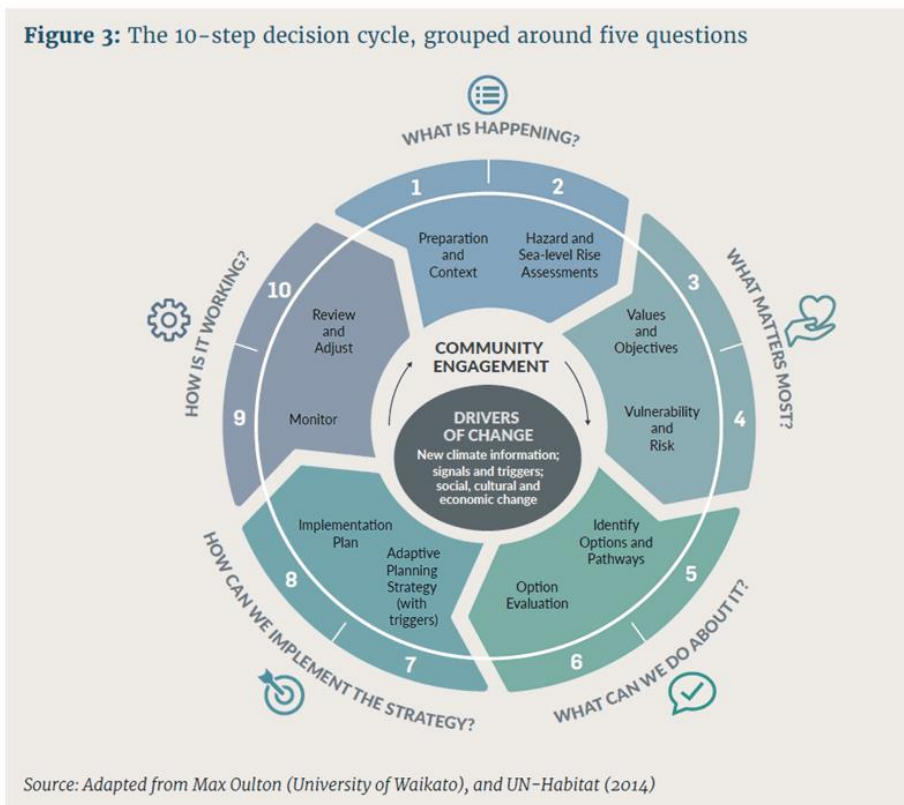 Figure 3: The 10-step decision cycle, grouped around five questions
WHAT IS HAPPENING?
1
2
Preparation
and
Context
Hazard and
Sea-level Rise
Assessments
WHAT MATTERS MOST?
3
4
Values
and
Objectives
Vulnerability
and
Risk
WHAT CAN WE DO ABOUT IT?
5
6
Identify
Options and
Pathways
Option
Evaluation
HOW CAN WE IMPLEMENT THE STRATEGY?
7
8
Adaptive
Planning
Strategy
(with
triggers)
Implementation
Plan
HOW IS IT WORKING?
9
10
Monitor
Review
and
Adjust
COMMUNITY
ENGAGEMENT
DRIVERS
OF CHANGE
New climate information;
signals and triggers;
social, cultural and
economic change
Source: Adapted from Max Oulton (University of Waikato), and UN-Habitat (2014)